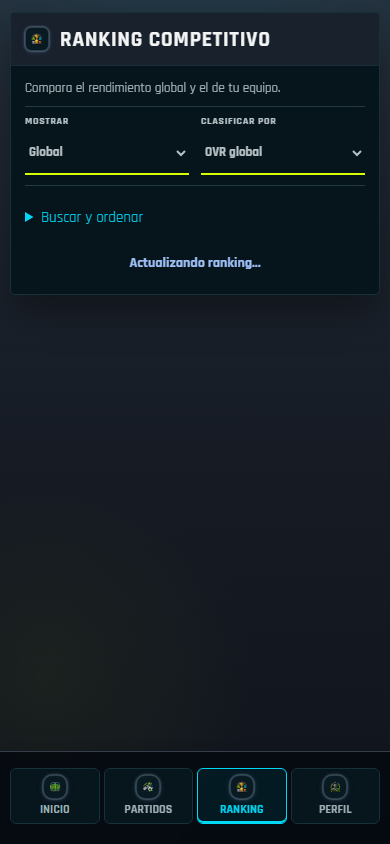 RANKING COMPETITIVO
Compara el rendimiento global y el de tu equipo.
MOSTRAR
CLASIFICAR POR
Global
OVR global
Buscar y ordenar
Actualizando ranking...
INICIO
PARTIDOS
RANKING
PERFIL